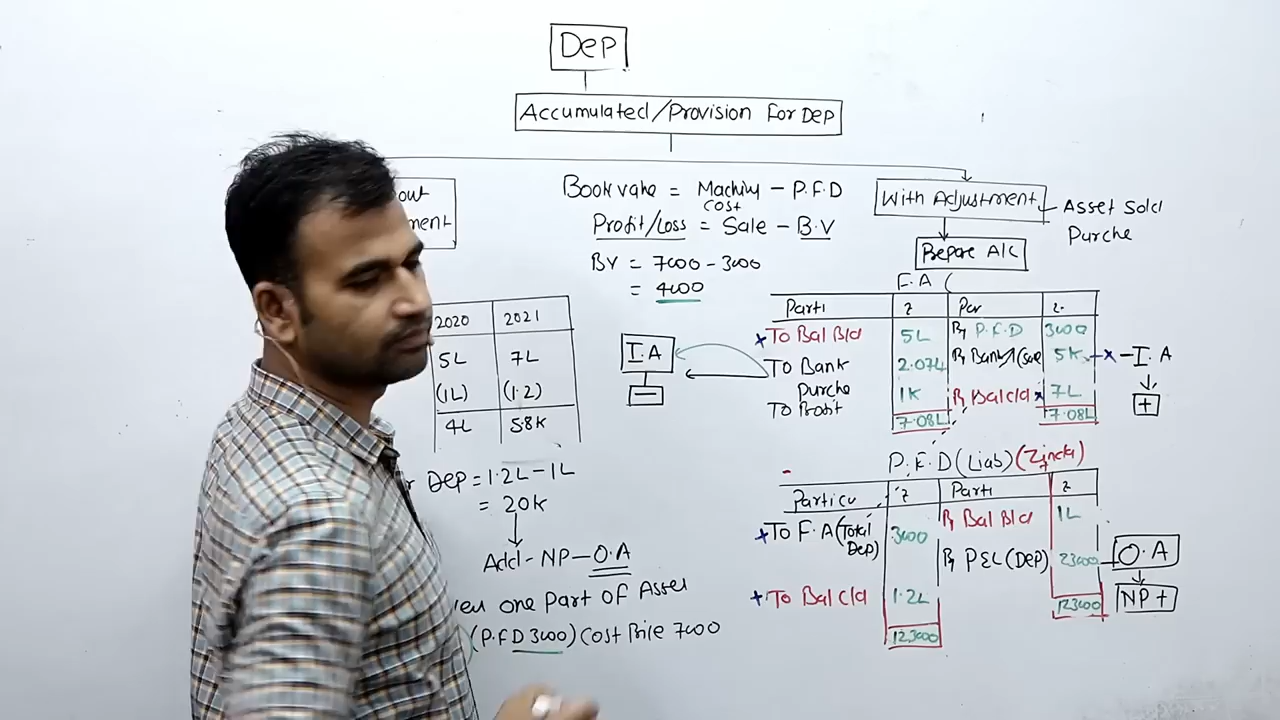 Dep
Accumulated/Provision For Dep
out
ment
Book value = Machiny - P.F.D
COST
Profit/Loss = Sale - B.V
BV = 7000 - 3000
= 4000
With Adjustment
Asset Sold
Purche
Prepare A/C
F.A (
Parti ₹ Par ₹
To Bal B/d 5L By P.F.D 3000
To Bank 2.07L By Bank/(Sale 5K x - I.A
Purche
To Profit 1K By Bal c/d 7L +
7.08L 7.08L
I.A
-
2020 2021
5L 7L
(1L) (1.2)
4L 58K
Dep = 1.2L - 1L
= 20K
Add - NP - O.A
en one Part of Asset
(P.F.D 3000) Cost Price 7000
P.F.D (Liab) (Zinda)
Particu ₹ Parti ₹
To F.A (Total 3000 By Bal B/d 1L
Dep)
By P&L (Dep) 23000 O.A
To Bal c/d 1.2L NP +
123000
123000